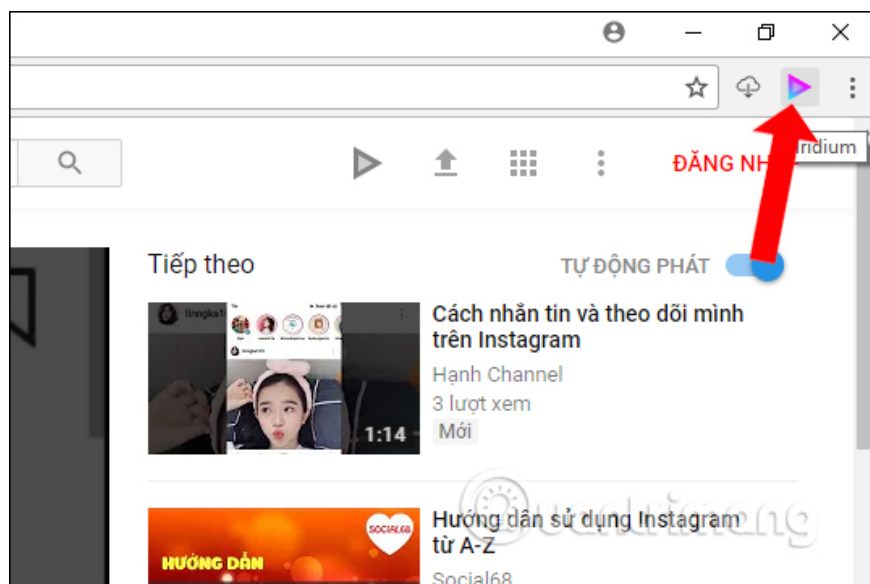 Iridium
ĐĂNG NH
Tiếp theo
TỰ ĐỘNG PHÁT
Cách nhắn tin và theo dõi mình
trên Instagram
Hạnh Channel
3 lượt xem
Mới
1:14
Hướng dẫn sử dụng Instagram
từ A-Z
Social68
SOCIAL68
HƯỚNG DẪN
Quantrimang